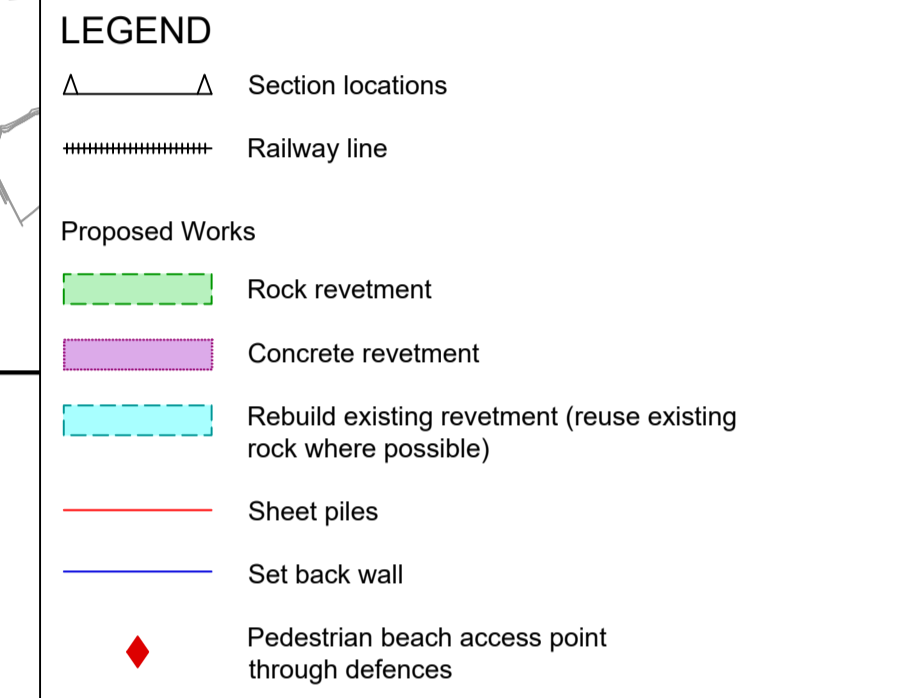 LEGEND
Section locations
Railway line
Proposed Works
Rock revetment
Concrete revetment
Rebuild existing revetment (reuse existing
rock where possible)
Sheet piles
Set back wall
Pedestrian beach access point
through defences